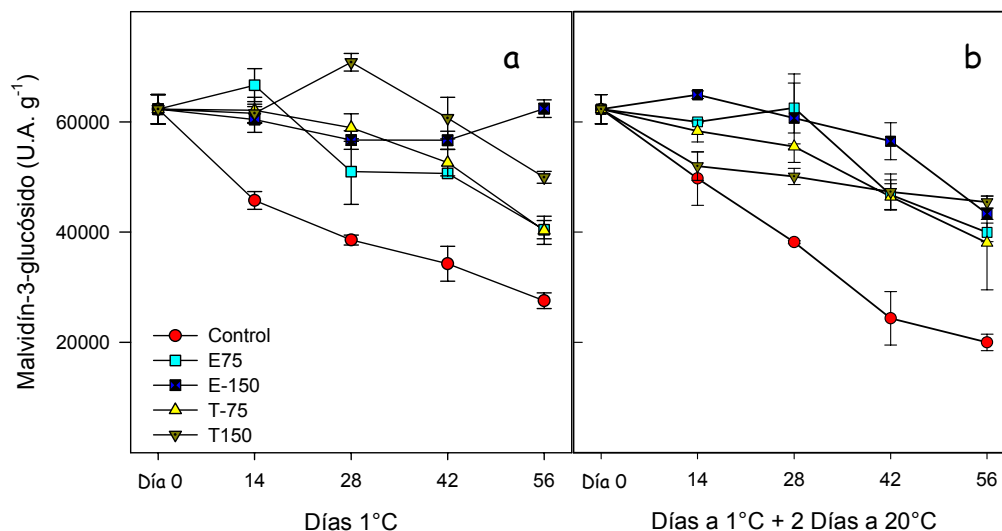 a
b
Malvidín-3-glucósido (U.A. g-1)
60000
40000
20000
Control
E75
E-150
T-75
T150
Día 0 14 28 42 56
Día 0 14 28 42 56
Días 1°C
Días a 1°C + 2 Días a 20°C